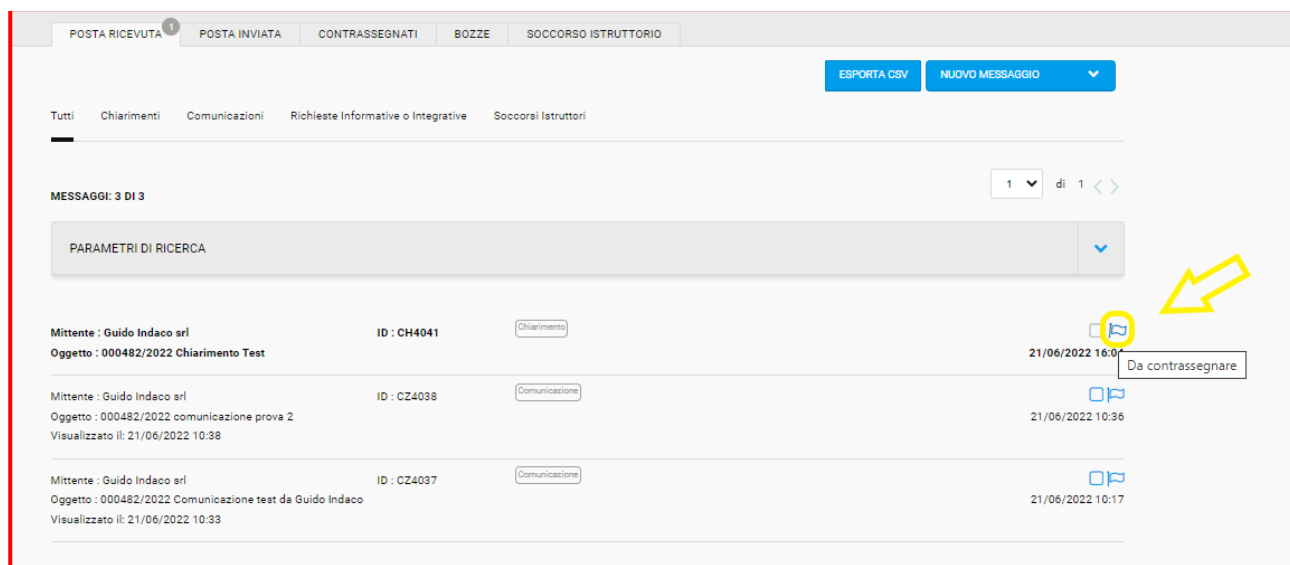 POSTA RICEVUTA 1 POSTA INVIATA CONTRASSEGNATI BOZZE SOCCORSO ISTRUTTORIO
ESPORTA CSV NUOVO MESSAGGIO
Tutti Chiarimenti Comunicazioni Richieste Informative o Integrative Soccorsi Istruttori
MESSAGGI: 3 DI 3
1 di 1
PARAMETRI DI RICERCA
Mittente : Guido Indaco srl ID : CH4041 Chiarimento
Oggetto : 000482/2022 Chiarimento Test 21/06/2022 16:04
Da contrassegnare
Mittente : Guido Indaco srl ID : CZ4038 Comunicazione
Oggetto : 000482/2022 comunicazione prova 2 21/06/2022 10:36
Visualizzato il: 21/06/2022 10:38
Mittente : Guido Indaco srl ID : CZ4037 Comunicazione
Oggetto : 000482/2022 Comunicazione test da Guido Indaco 21/06/2022 10:17
Visualizzato il: 21/06/2022 10:33